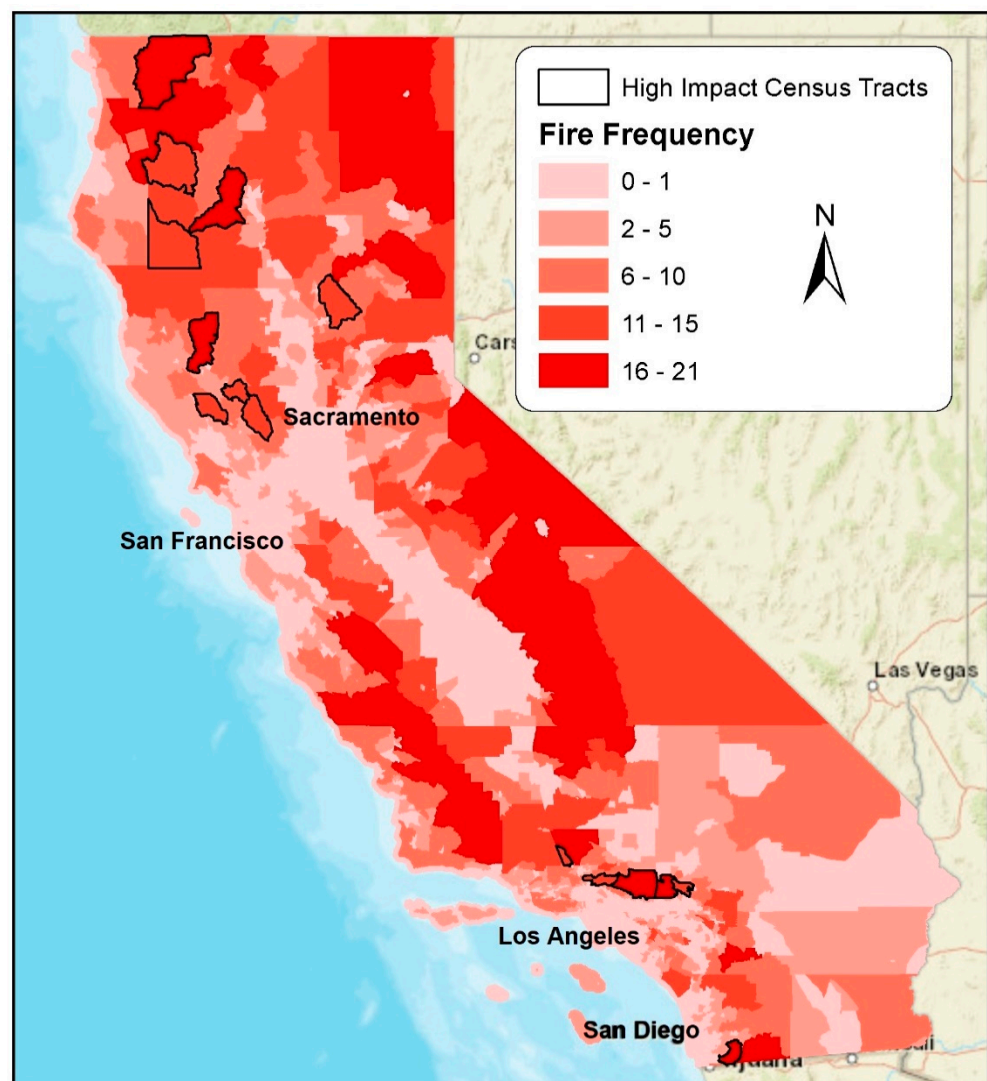 High Impact Census Tracts
Fire Frequency
0 - 1
2 - 5
6 - 10
11 - 15
16 - 21
N
Sacramento
San Francisco
Las Vegas
Los Angeles
San Diego